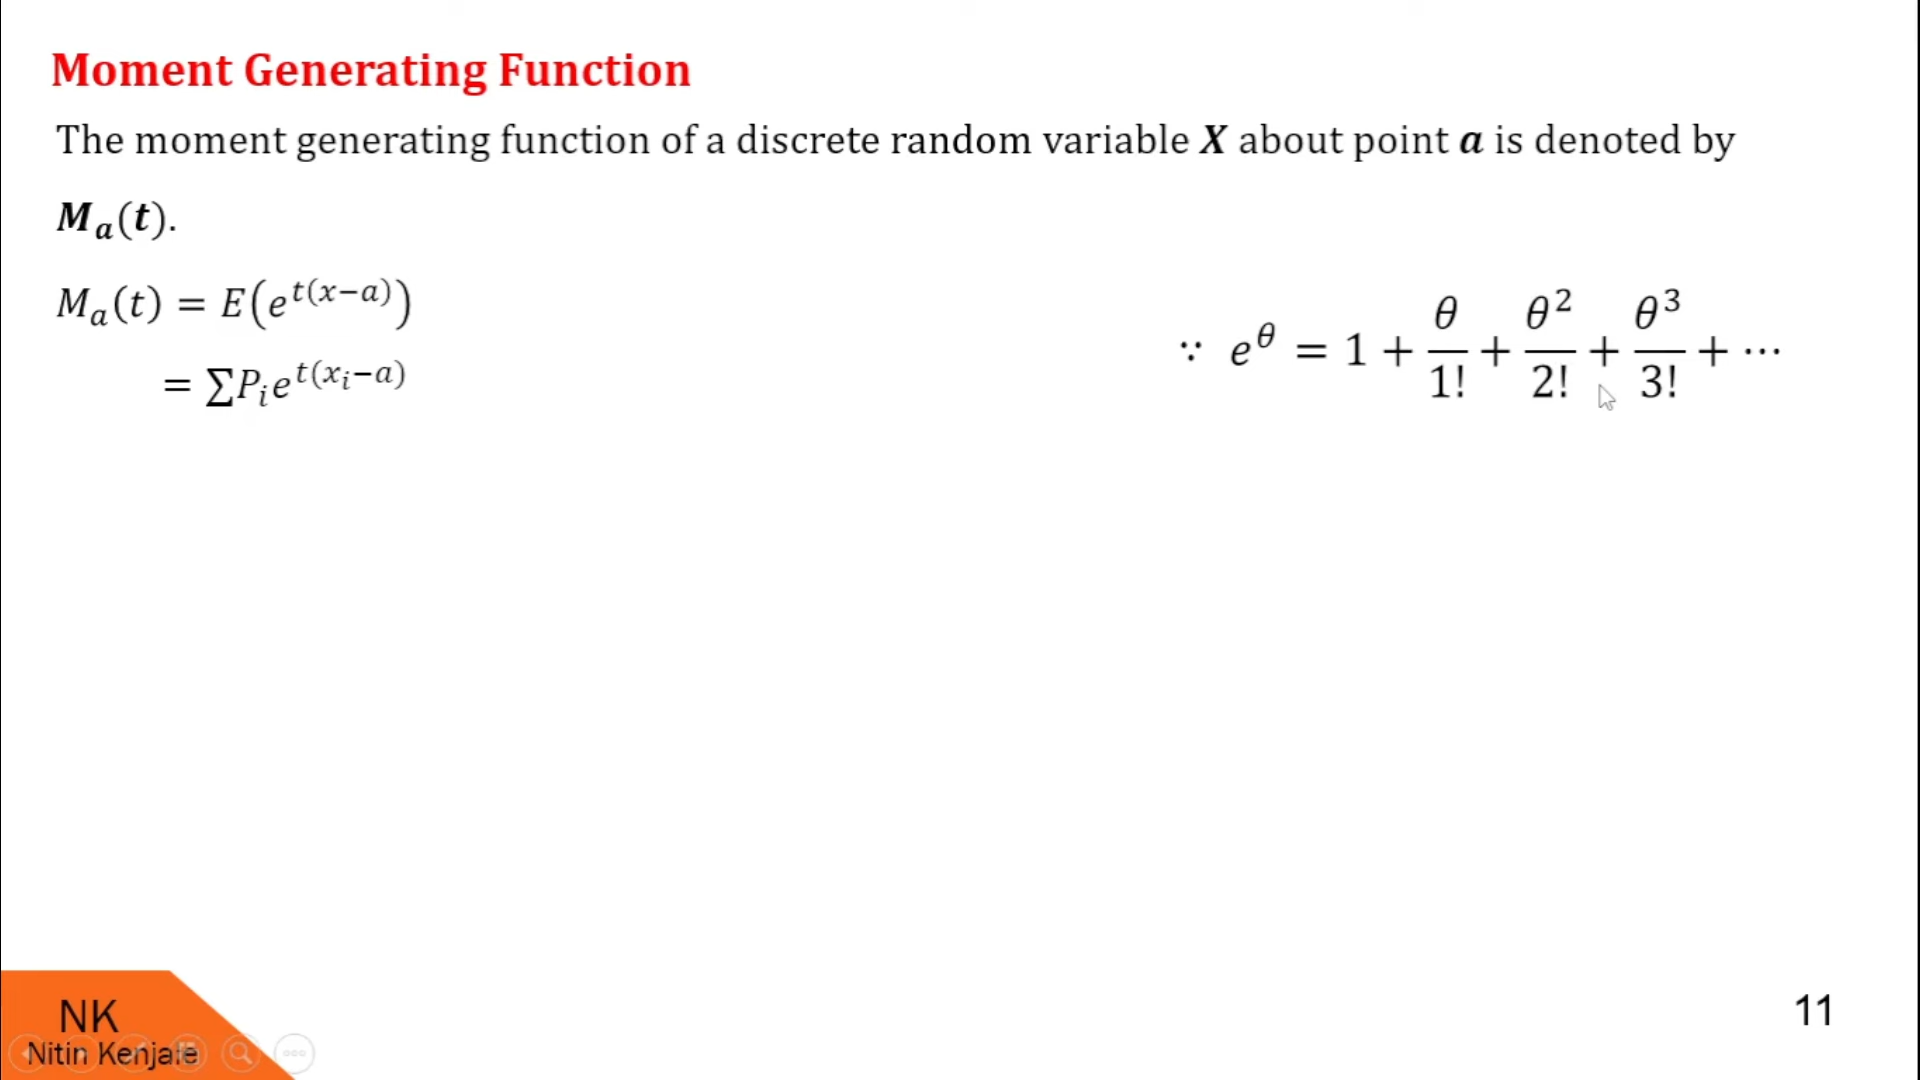 Moment Generating Function
The moment generating function of a discrete random variable X about point a is denoted by
Mₐ(t).
Mₐ(t) = E(e^{t(x−a)})
= ∑Pᵢe^{t(xᵢ−a)}
∵ e^θ = 1 + θ/1! + θ²/2! + θ³/3! + ⋯
NK
Nitin Kenjale
11